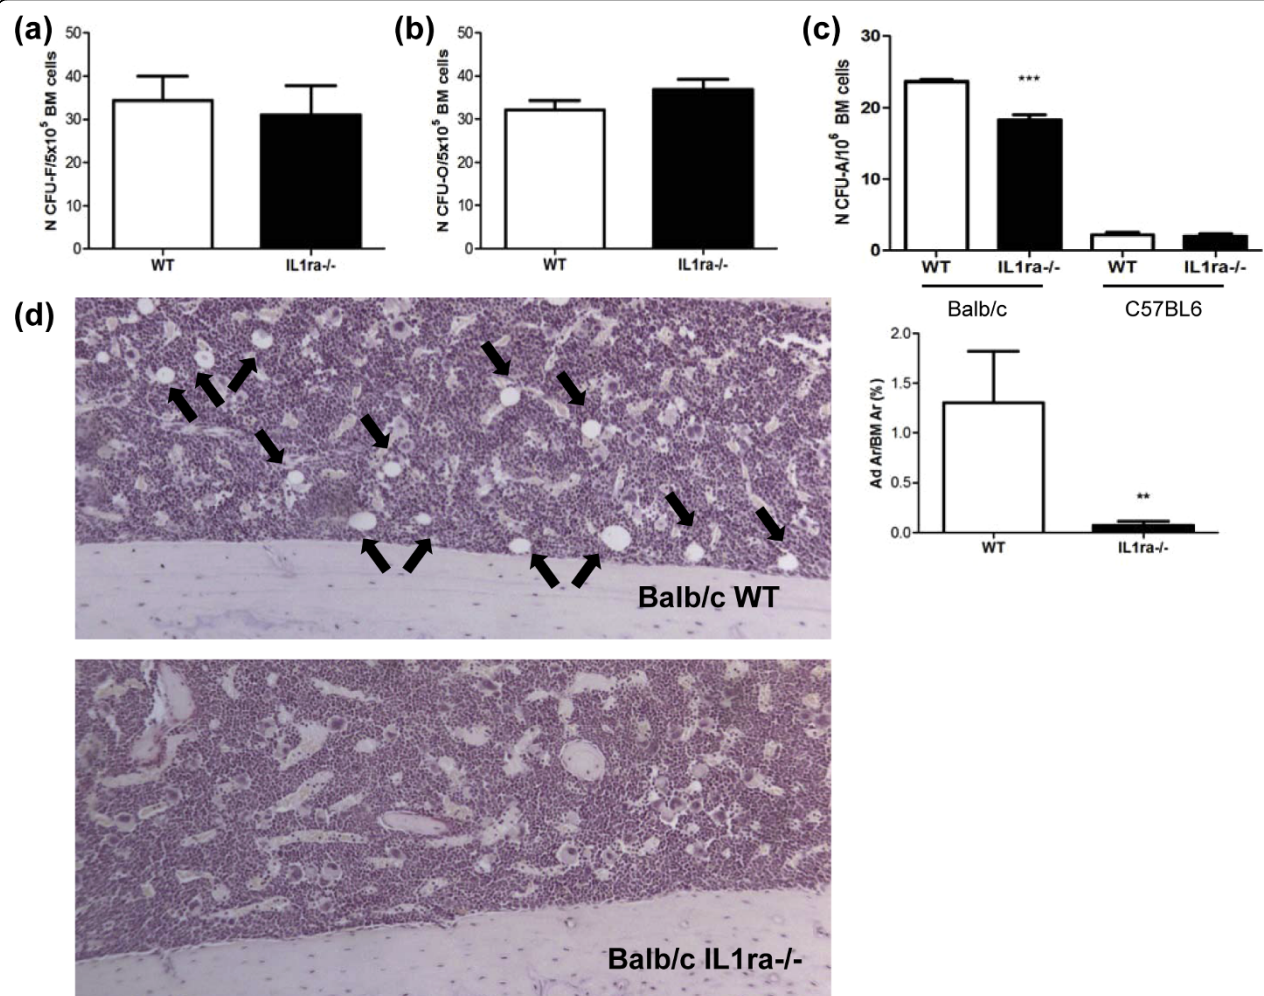 (a)
N CFU-F/5x10⁵ BM cells
50
40
30
20
10
0
WT IL1ra-/-
(b)
N CFU-O/5x10⁵ BM cells
50
40
30
20
10
0
WT IL1ra-/-
(c)
N CFU-A/10⁶ BM cells
30
20
10
0
***
WT IL1ra-/- WT IL1ra-/-
Balb/c C57BL6
(d)
Balb/c WT
Balb/c IL1ra-/-
Ad Ar/BM Ar (%)
2.0
1.5
1.0
0.5
0.0
**
WT IL1ra-/-